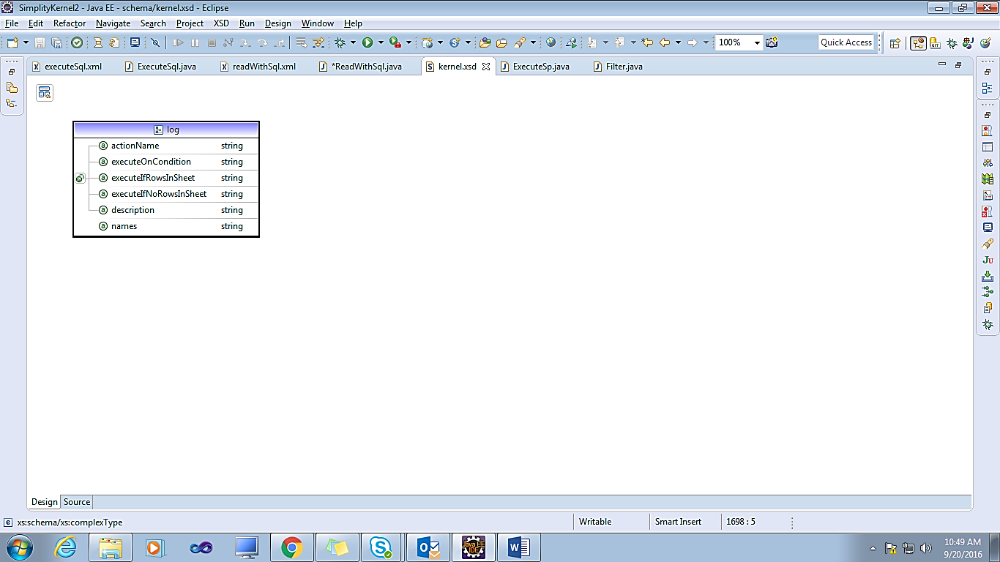 SimplityKernel2 - Java EE - schema/kernel.xsd - Eclipse
File Edit Refactor Navigate Search Project XSD Run Design Window Help
100% Quick Access
executeSql.xml ExecuteSql.java readWithSql.xml *ReadWithSql.java kernel.xsd ExecuteSp.java Filter.java
log
actionName string
executeOnCondition string
executeIfRowsInSheet string
executeIfNoRowsInSheet string
description string
names string
Design Source
xs:schema/xs:complexType Writable Smart Insert 1698 : 5
10:49 AM
9/20/2016